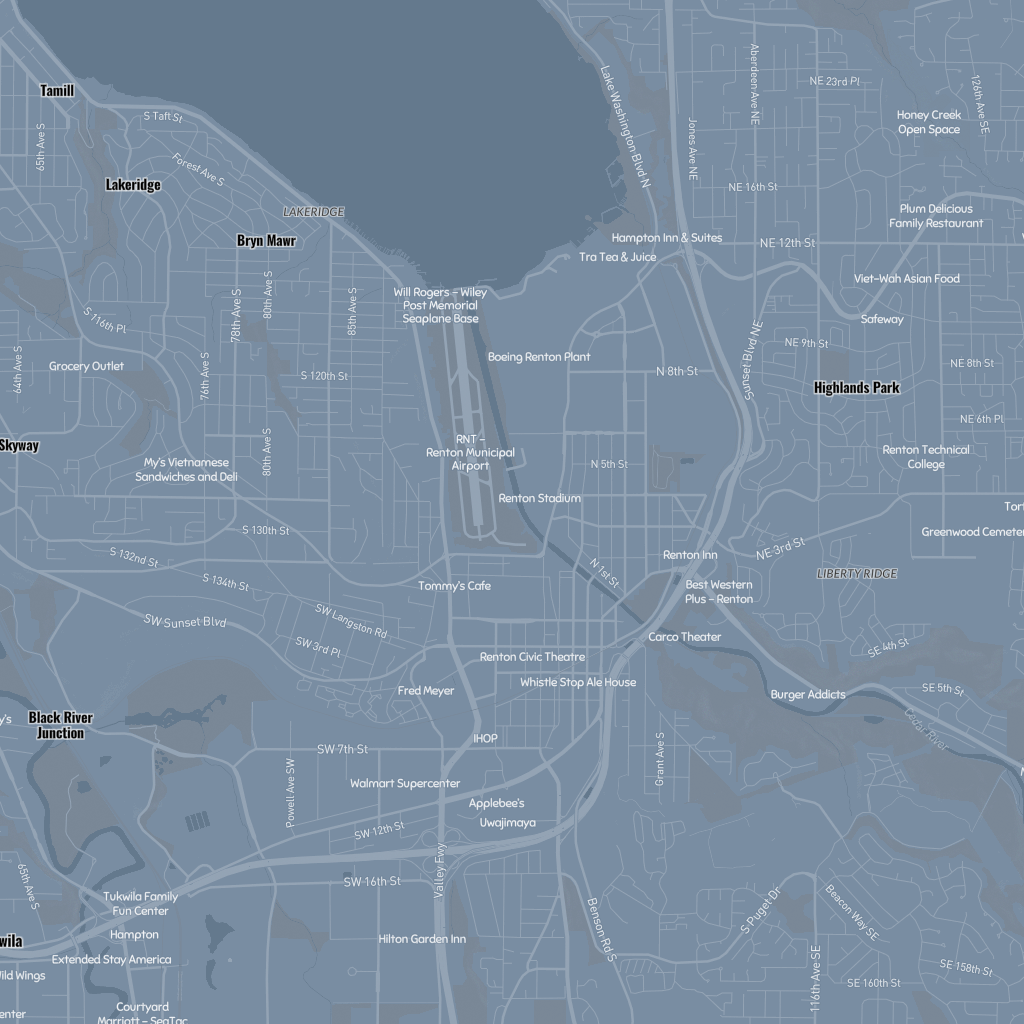 Tamill
S Taft St
65th Ave S
Forest Ave S
Lakeridge
LAKERIDGE
Bryn Mawr
Lake Washington Blvd N
Aberdeen Ave NE
Jones Ave NE
NE 23rd Pl
126th Ave SE
Honey Creek
Open Space
NE 16th St
Plum Delicious
Family Restaurant
Hampton Inn & Suites
Tra Tea & Juice
NE 12th St
Viet-Wah Asian Food
Safeway
80th Ave S
78th Ave S
85th Ave S
Will Rogers – Wiley
Post Memorial
Seaplane Base
S 116th Pl
64th Ave S
Grocery Outlet
76th Ave S
S 120th St
Boeing Renton Plant
N 8th St
Sunset Blvd NE
NE 9th St
NE 8th St
Highlands Park
NE 6th Pl
Skyway
80th Ave S
My's Vietnamese
Sandwiches and Deli
RNT –
Renton Municipal
Airport
N 5th St
Renton Technical
College
Renton Stadium
Tort
Greenwood Cemeter
S 130th St
S 132nd St
S 134th St
Renton Inn
NE 3rd St
LIBERTY RIDGE
N 1st St
Tommy's Cafe
Best Western
Plus – Renton
SW Langston Rd
SW Sunset Blvd
SW 3rd Pl
Carco Theater
SE 4th St
Renton Civic Theatre
Whistle Stop Ale House
Fred Meyer
Burger Addicts
SE 5th St
Cedar River
y's
Black River
Junction
IHOP
SW 7th St
Grant Ave S
Powell Ave SW
Walmart Supercenter
Applebee's
Uwajimaya
SW 12th St
Valley Fwy
SW 16th St
65th Ave S
Tukwila Family
Fun Center
Hampton
wila
Extended Stay America
ild Wings
Hilton Garden Inn
Benson Rd S
S Puget Dr
Beacon Way SE
116th Ave SE
SE 158th St
SE 160th St
Courtyard
Marriott – SeaTac
enter